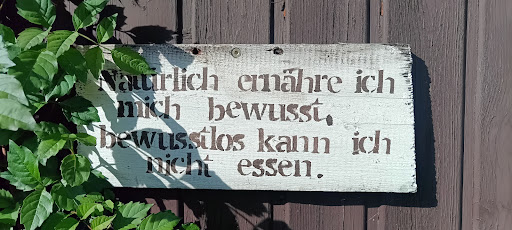 Natürlich ernähre ich
mich bewusst,
bewusstlos kann ich
nicht essen.